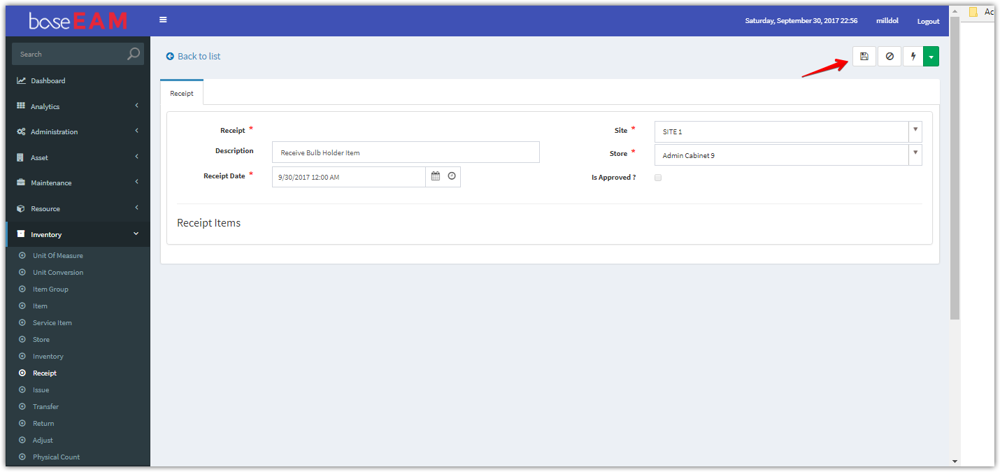 baseEAM
Saturday, September 30, 2017 22:56
milldol
Logout
Ac
Search
Back to list
Dashboard
Analytics
Administration
Asset
Maintenance
Resource
Inventory
Unit Of Measure
Unit Conversion
Item Group
Item
Service Item
Store
Inventory
Receipt
Issue
Transfer
Return
Adjust
Physical Count
Receipt
Receipt *
Description Receive Bulb Holder Item
Receipt Date * 9/30/2017 12:00 AM
Site * SITE 1
Store * Admin Cabinet 9
Is Approved ?
Receipt Items